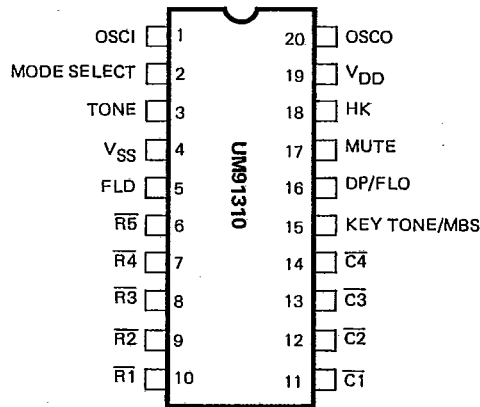 OSCI 1 20 OSCO
MODE SELECT 2 19 V_DD
TONE 3 18 HK
V_SS 4 17 MUTE
FLD 5 16 DP/FLO
R5̅ 6 15 KEY TONE/MBS
R4̅ 7 14 C4̅
R3̅ 8 13 C3̅
R2̅ 9 12 C2̅
R1̅ 10 11 C1̅
UM91310